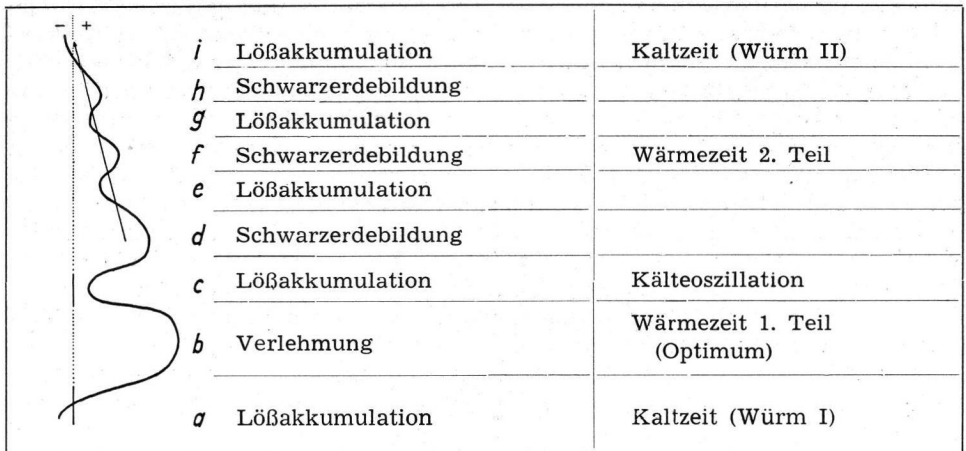 − +
i Lößakkumulation Kaltzeit (Würm II)
h Schwarzerdebildung
g Lößakkumulation
f Schwarzerdebildung Wärmezeit 2. Teil
e Lößakkumulation
d Schwarzerdebildung
c Lößakkumulation Kälteoszillation
b Verlehmung Wärmezeit 1. Teil
(Optimum)
a Lößakkumulation Kaltzeit (Würm I)